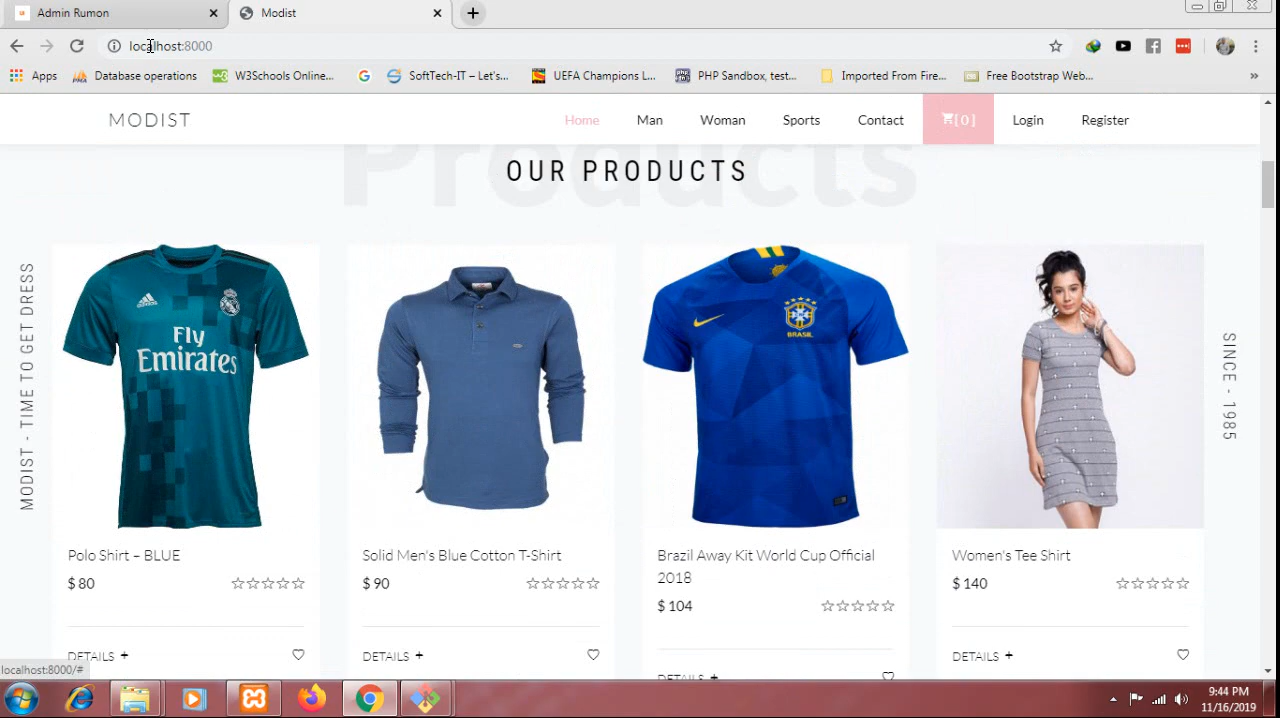 Admin Rumon
Modist
localhost:8000
Apps
Database operations
W3Schools Online...
SoftTech-IT – Let's...
UEFA Champions L...
PHP Sandbox, test...
Imported From Fire...
Free Bootstrap Web...
»
MODIST
Home
Man
Woman
Sports
Contact
[0]
Login
Register
Products
OUR PRODUCTS
MODIST - TIME TO GET DRESS
SINCE - 1985
Fly
Emirates
adidas
BRASIL
Polo Shirt – BLUE
$ 80
Solid Men's Blue Cotton T-Shirt
$ 90
Brazil Away Kit World Cup Official
2018
$ 104
Women's Tee Shirt
$ 140
DETAILS +
DETAILS +
DETAILS +
DETAILS +
localhost:8000/#
9:44 PM
11/16/2019